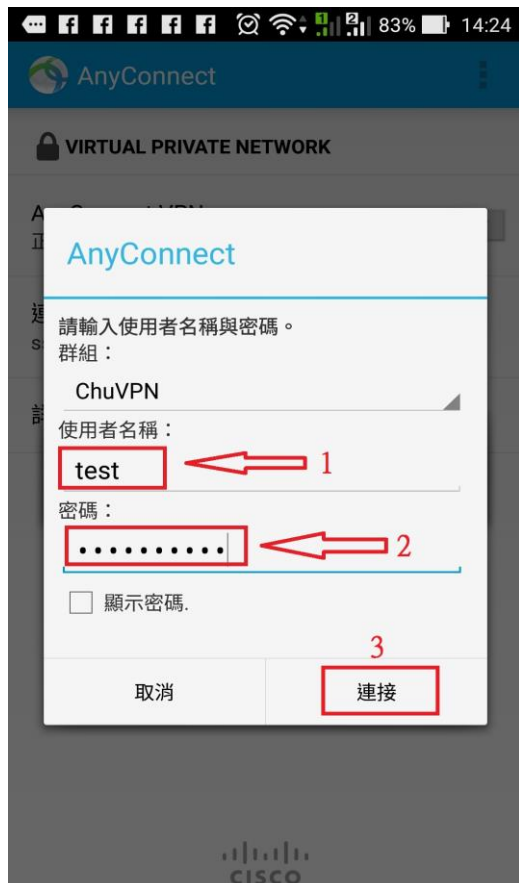 83% 14:24
AnyConnect
VIRTUAL PRIVATE NETWORK
AnyConnect
請輸入使用者名稱與密碼。
群組：
ChuVPN
使用者名稱：
test
1
密碼：
••••••••••
2
顯示密碼.
3
取消
連接
CISCO